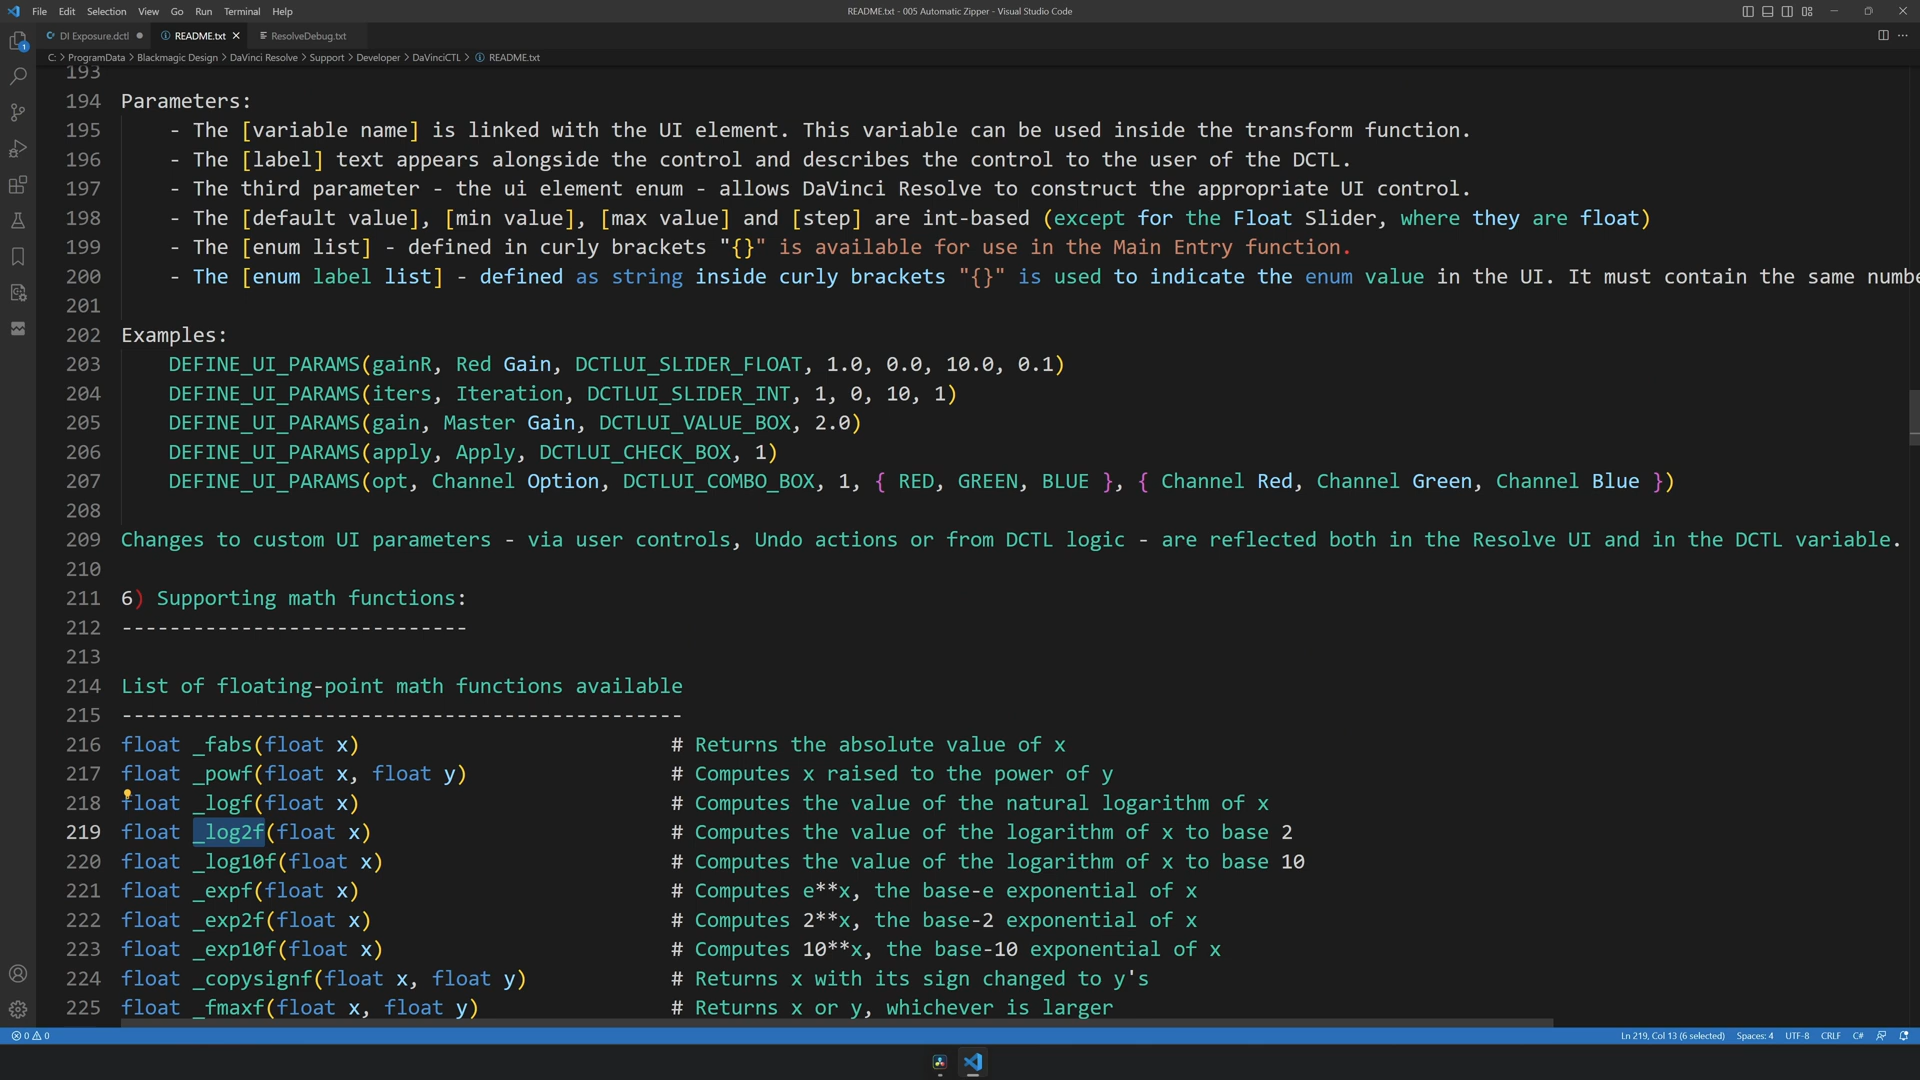 File Edit Selection View Go Run Terminal Help
README.txt - 005 Automatic Zipper - Visual Studio Code
DI Exposure.dctl README.txt ResolveDebug.txt
C: > ProgramData > Blackmagic Design > DaVinci Resolve > Support > Developer > DaVinciCTL > README.txt
193
194 Parameters:
195 - The [variable name] is linked with the UI element. This variable can be used inside the transform function.
196 - The [label] text appears alongside the control and describes the control to the user of the DCTL.
197 - The third parameter - the ui element enum - allows DaVinci Resolve to construct the appropriate UI control.
198 - The [default value], [min value], [max value] and [step] are int-based (except for the Float Slider, where they are float)
199 - The [enum list] - defined in curly brackets "{}" is available for use in the Main Entry function.
200 - The [enum label list] - defined as string inside curly brackets "{}" is used to indicate the enum value in the UI. It must contain the same numbe
201
202 Examples:
203 DEFINE_UI_PARAMS(gainR, Red Gain, DCTLUI_SLIDER_FLOAT, 1.0, 0.0, 10.0, 0.1)
204 DEFINE_UI_PARAMS(iters, Iteration, DCTLUI_SLIDER_INT, 1, 0, 10, 1)
205 DEFINE_UI_PARAMS(gain, Master Gain, DCTLUI_VALUE_BOX, 2.0)
206 DEFINE_UI_PARAMS(apply, Apply, DCTLUI_CHECK_BOX, 1)
207 DEFINE_UI_PARAMS(opt, Channel Option, DCTLUI_COMBO_BOX, 1, { RED, GREEN, BLUE }, { Channel Red, Channel Green, Channel Blue })
208
209 Changes to custom UI parameters - via user controls, Undo actions or from DCTL logic - are reflected both in the Resolve UI and in the DCTL variable.
210
211 6) Supporting math functions:
212 -----------------------------
213
214 List of floating-point math functions available
215 -----------------------------------------------
216 float _fabs(float x) # Returns the absolute value of x
217 float _powf(float x, float y) # Computes x raised to the power of y
218 float _logf(float x) # Computes the value of the natural logarithm of x
219 float _log2f(float x) # Computes the value of the logarithm of x to base 2
220 float _log10f(float x) # Computes the value of the logarithm of x to base 10
221 float _expf(float x) # Computes e**x, the base-e exponential of x
222 float _exp2f(float x) # Computes 2**x, the base-2 exponential of x
223 float _exp10f(float x) # Computes 10**x, the base-10 exponential of x
224 float _copysignf(float x, float y) # Returns x with its sign changed to y's
225 float _fmaxf(float x, float y) # Returns x or y, whichever is larger
0 0 Ln 219, Col 13 (6 selected) Spaces: 4 UTF-8 CRLF C#